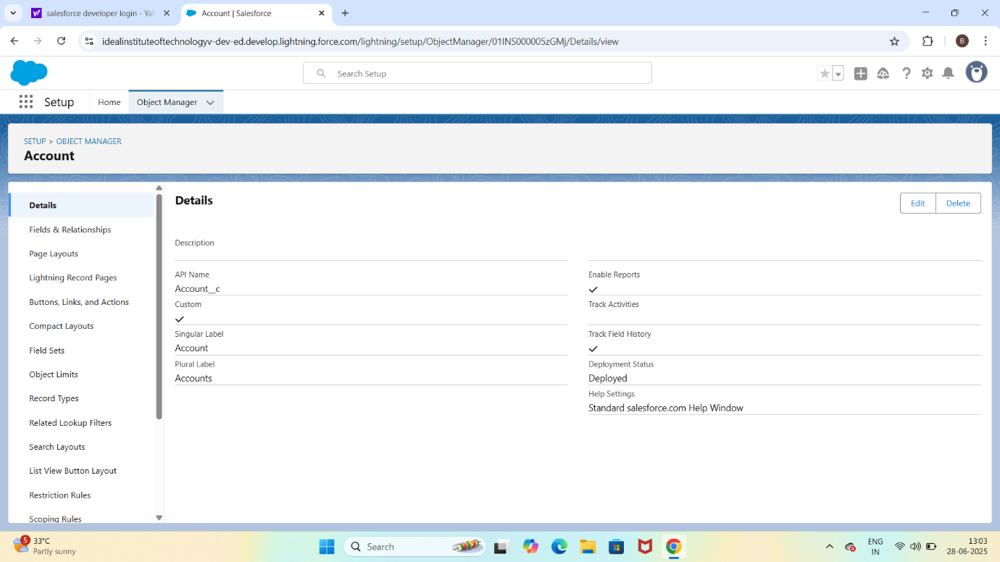 salesforce developer login - Yah
Account | Salesforce
idealinstituteoftechnologyv-dev-ed.develop.lightning.force.com/lightning/setup/ObjectManager/01INS000005zGMj/Details/view
B
Search Setup
Setup
Home
Object Manager
SETUP > OBJECT MANAGER
Account
Details
Fields & Relationships
Page Layouts
Lightning Record Pages
Buttons, Links, and Actions
Compact Layouts
Field Sets
Object Limits
Record Types
Related Lookup Filters
Search Layouts
List View Button Layout
Restriction Rules
Scoping Rules
Details
Edit
Delete
Description
API Name
Account__c
Custom
Singular Label
Account
Plural Label
Accounts
Enable Reports
Track Activities
Track Field History
Deployment Status
Deployed
Help Settings
Standard salesforce.com Help Window
5
33°C
Partly sunny
Search
ENG
IN
13:03
28-06-2025